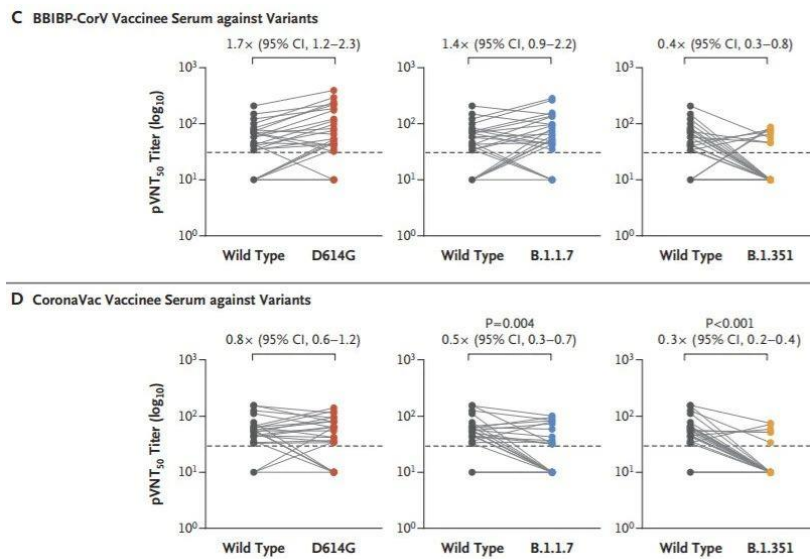 C BBIBP-CorV Vaccinee Serum against Variants
1.7× (95% CI, 1.2–2.3) 1.4× (95% CI, 0.9–2.2) 0.4× (95% CI, 0.3–0.8)
10³ 10³ 10³
10² 10² 10²
10¹ 10¹ 10¹
10⁰ 10⁰ 10⁰
pVNT₅₀ Titer (log₁₀)
Wild Type D614G Wild Type B.1.1.7 Wild Type B.1.351
D CoronaVac Vaccinee Serum against Variants
P=0.004 P<0.001
0.8× (95% CI, 0.6–1.2) 0.5× (95% CI, 0.3–0.7) 0.3× (95% CI, 0.2–0.4)
10³ 10³ 10³
10² 10² 10²
10¹ 10¹ 10¹
10⁰ 10⁰ 10⁰
pVNT₅₀ Titer (log₁₀)
Wild Type D614G Wild Type B.1.1.7 Wild Type B.1.351